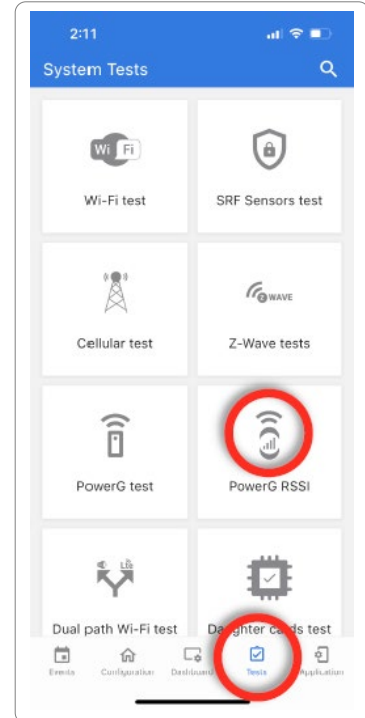 2:11
System Tests
Wi Fi
Wi-Fi test
SRF Sensors test
Z WAVE
Cellular test
Z-Wave tests
PowerG test
PowerG RSSI
LTE
Dual path Wi-Fi test
Daughter cards test
Events Configuration Dashboard Tests Application